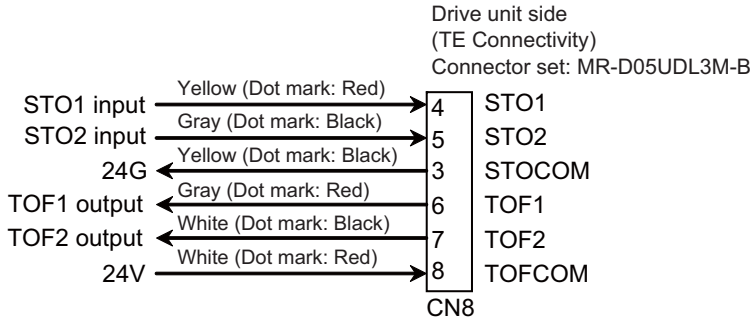 Drive unit side
(TE Connectivity)
Connector set: MR-D05UDL3M-B
STO1 input Yellow (Dot mark: Red) 4 STO1
STO2 input Gray (Dot mark: Black) 5 STO2
24G Yellow (Dot mark: Black) 3 STOCOM
TOF1 output Gray (Dot mark: Red) 6 TOF1
TOF2 output White (Dot mark: Black) 7 TOF2
24V White (Dot mark: Red) 8 TOFCOM
CN8